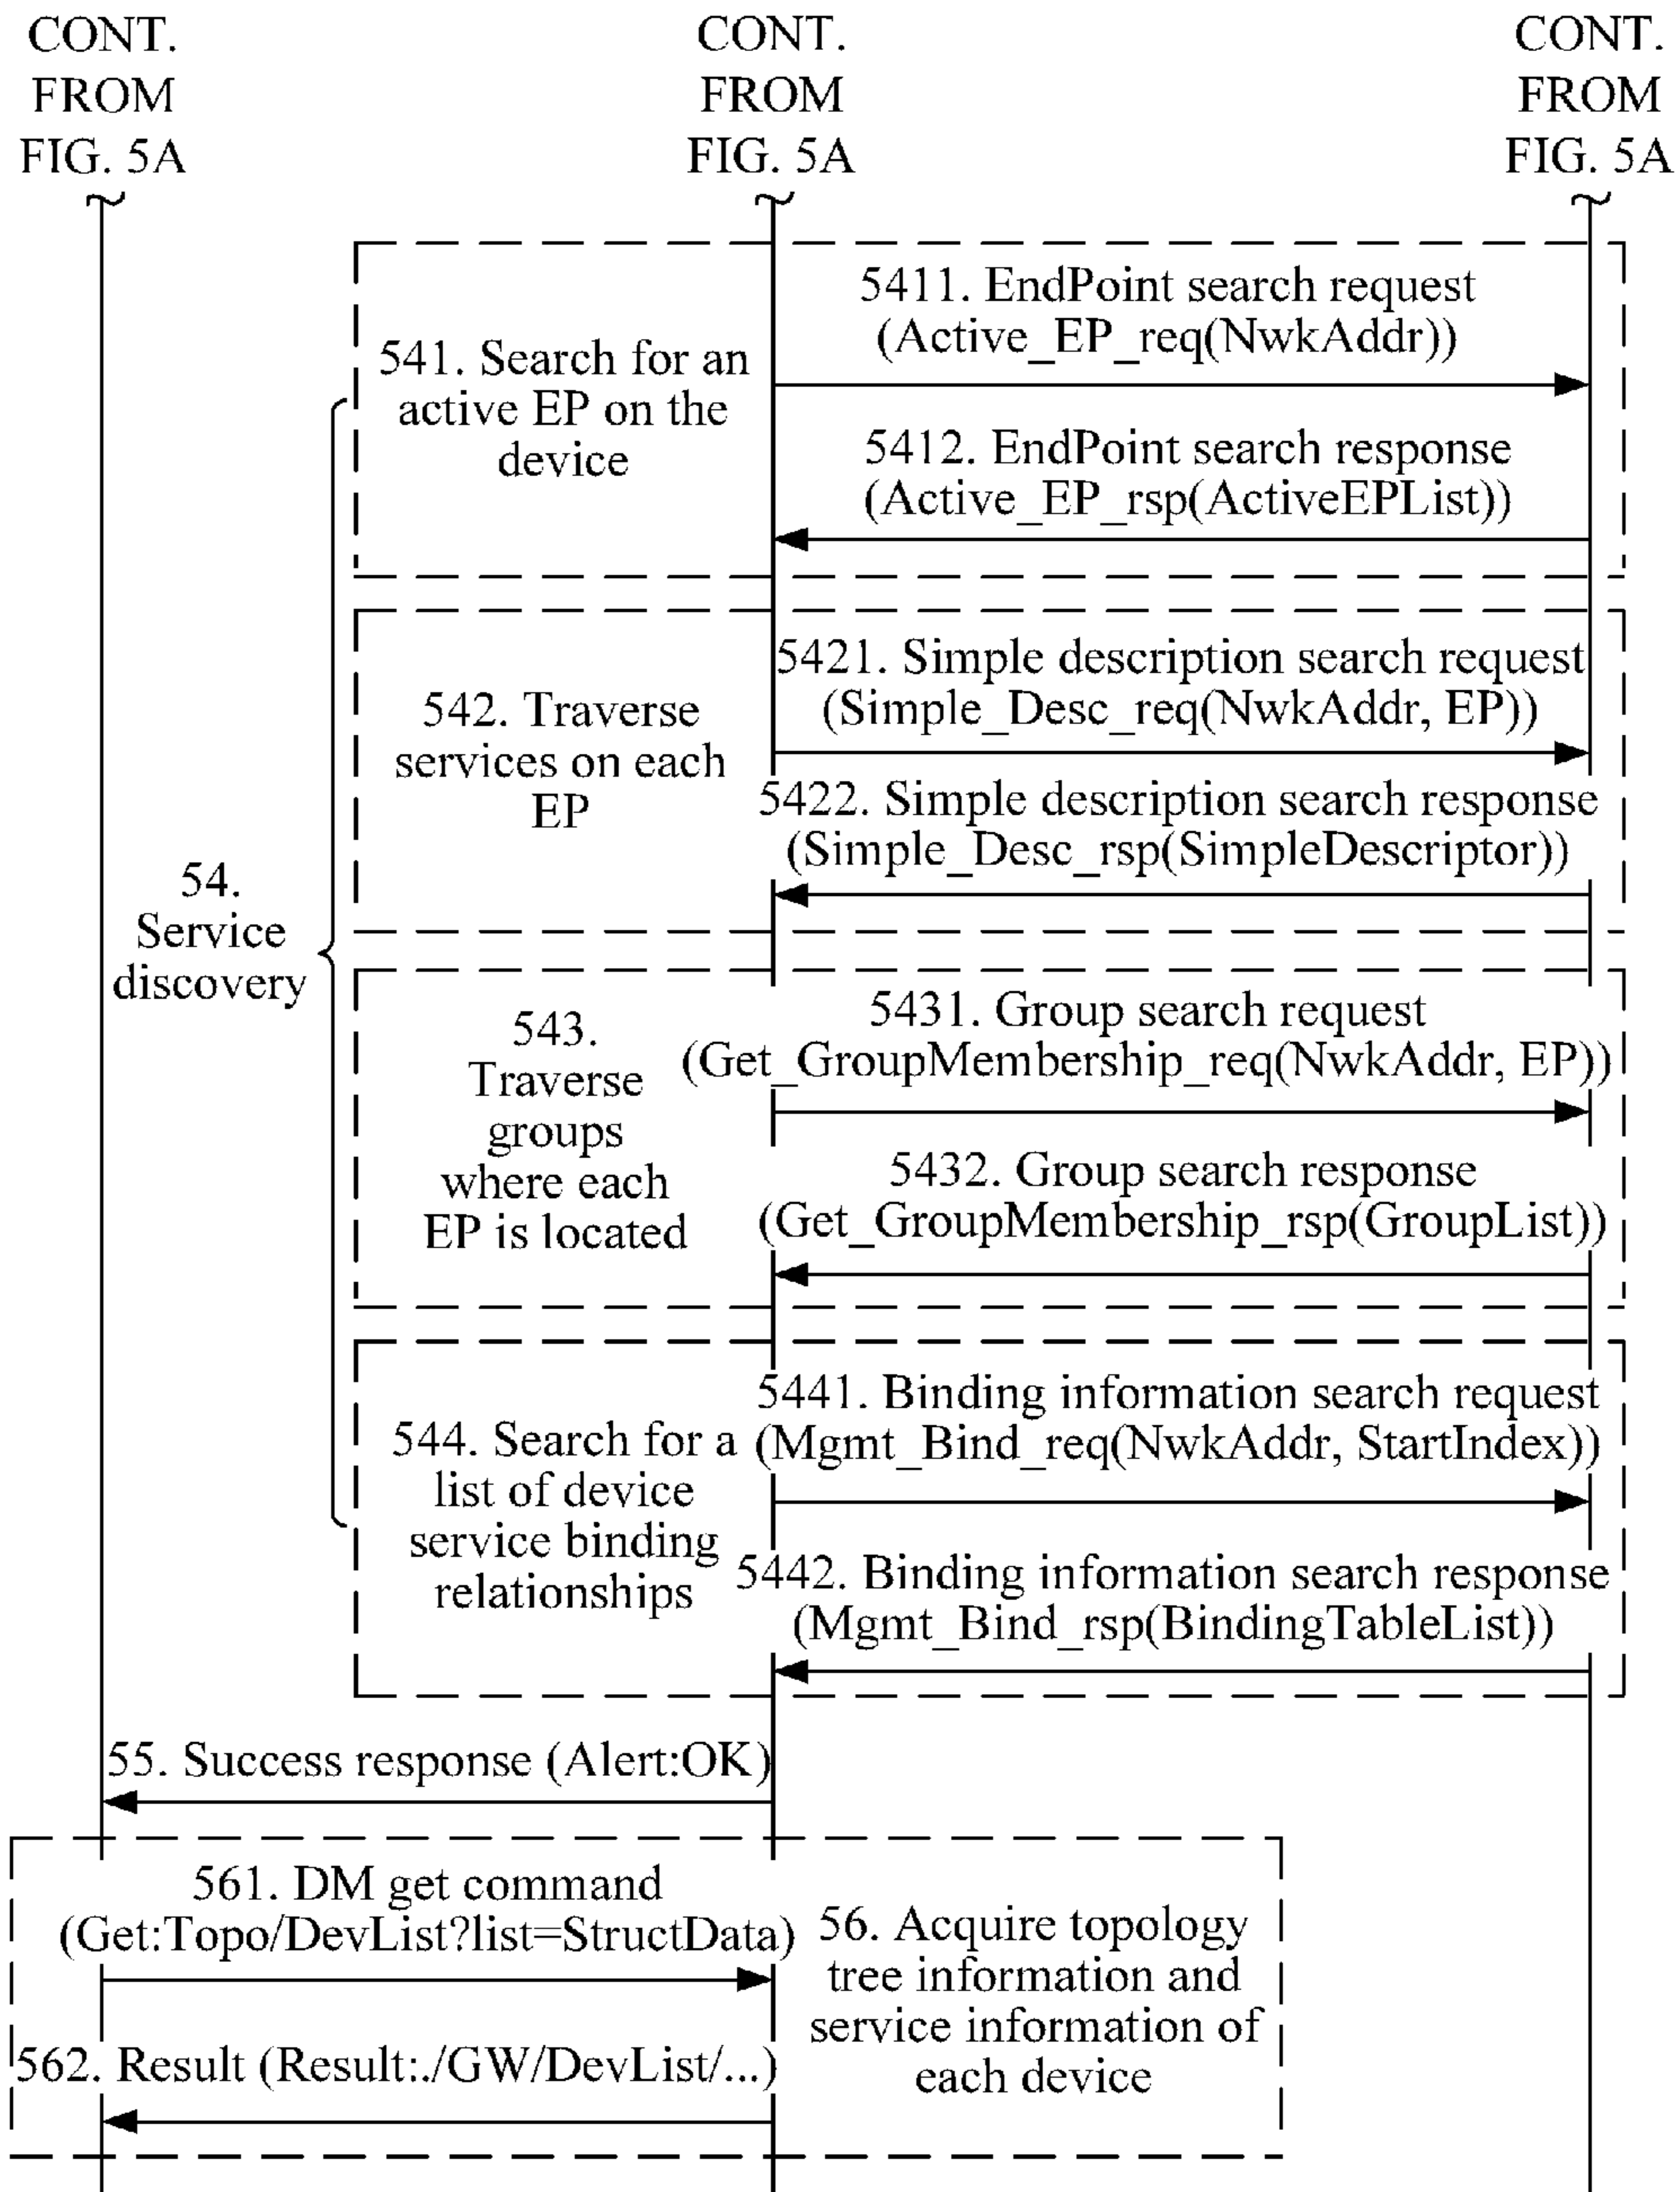 CONT.
FROM
FIG. 5A
CONT.
FROM
FIG. 5A
CONT.
FROM
FIG. 5A
54.
Service
discovery
541. Search for an
active EP on the
device
5411. EndPoint search request
(Active_EP_req(NwkAddr))
5412. EndPoint search response
(Active_EP_rsp(ActiveEPList))
542. Traverse
services on each
EP
5421. Simple description search request
(Simple_Desc_req(NwkAddr, EP))
5422. Simple description search response
(Simple_Desc_rsp(SimpleDescriptor))
543.
Traverse
groups
where each
EP is located
5431. Group search request
(Get_GroupMembership_req(NwkAddr, EP))
5432. Group search response
(Get_GroupMembership_rsp(GroupList))
544. Search for a
list of device
service binding
relationships
5441. Binding information search request
(Mgmt_Bind_req(NwkAddr, StartIndex))
5442. Binding information search response
(Mgmt_Bind_rsp(BindingTableList))
55. Success response (Alert:OK)
561. DM get command
(Get:Topo/DevList?list=StructData)
562. Result (Result:./GW/DevList/...)
56. Acquire topology
tree information and
service information of
each device